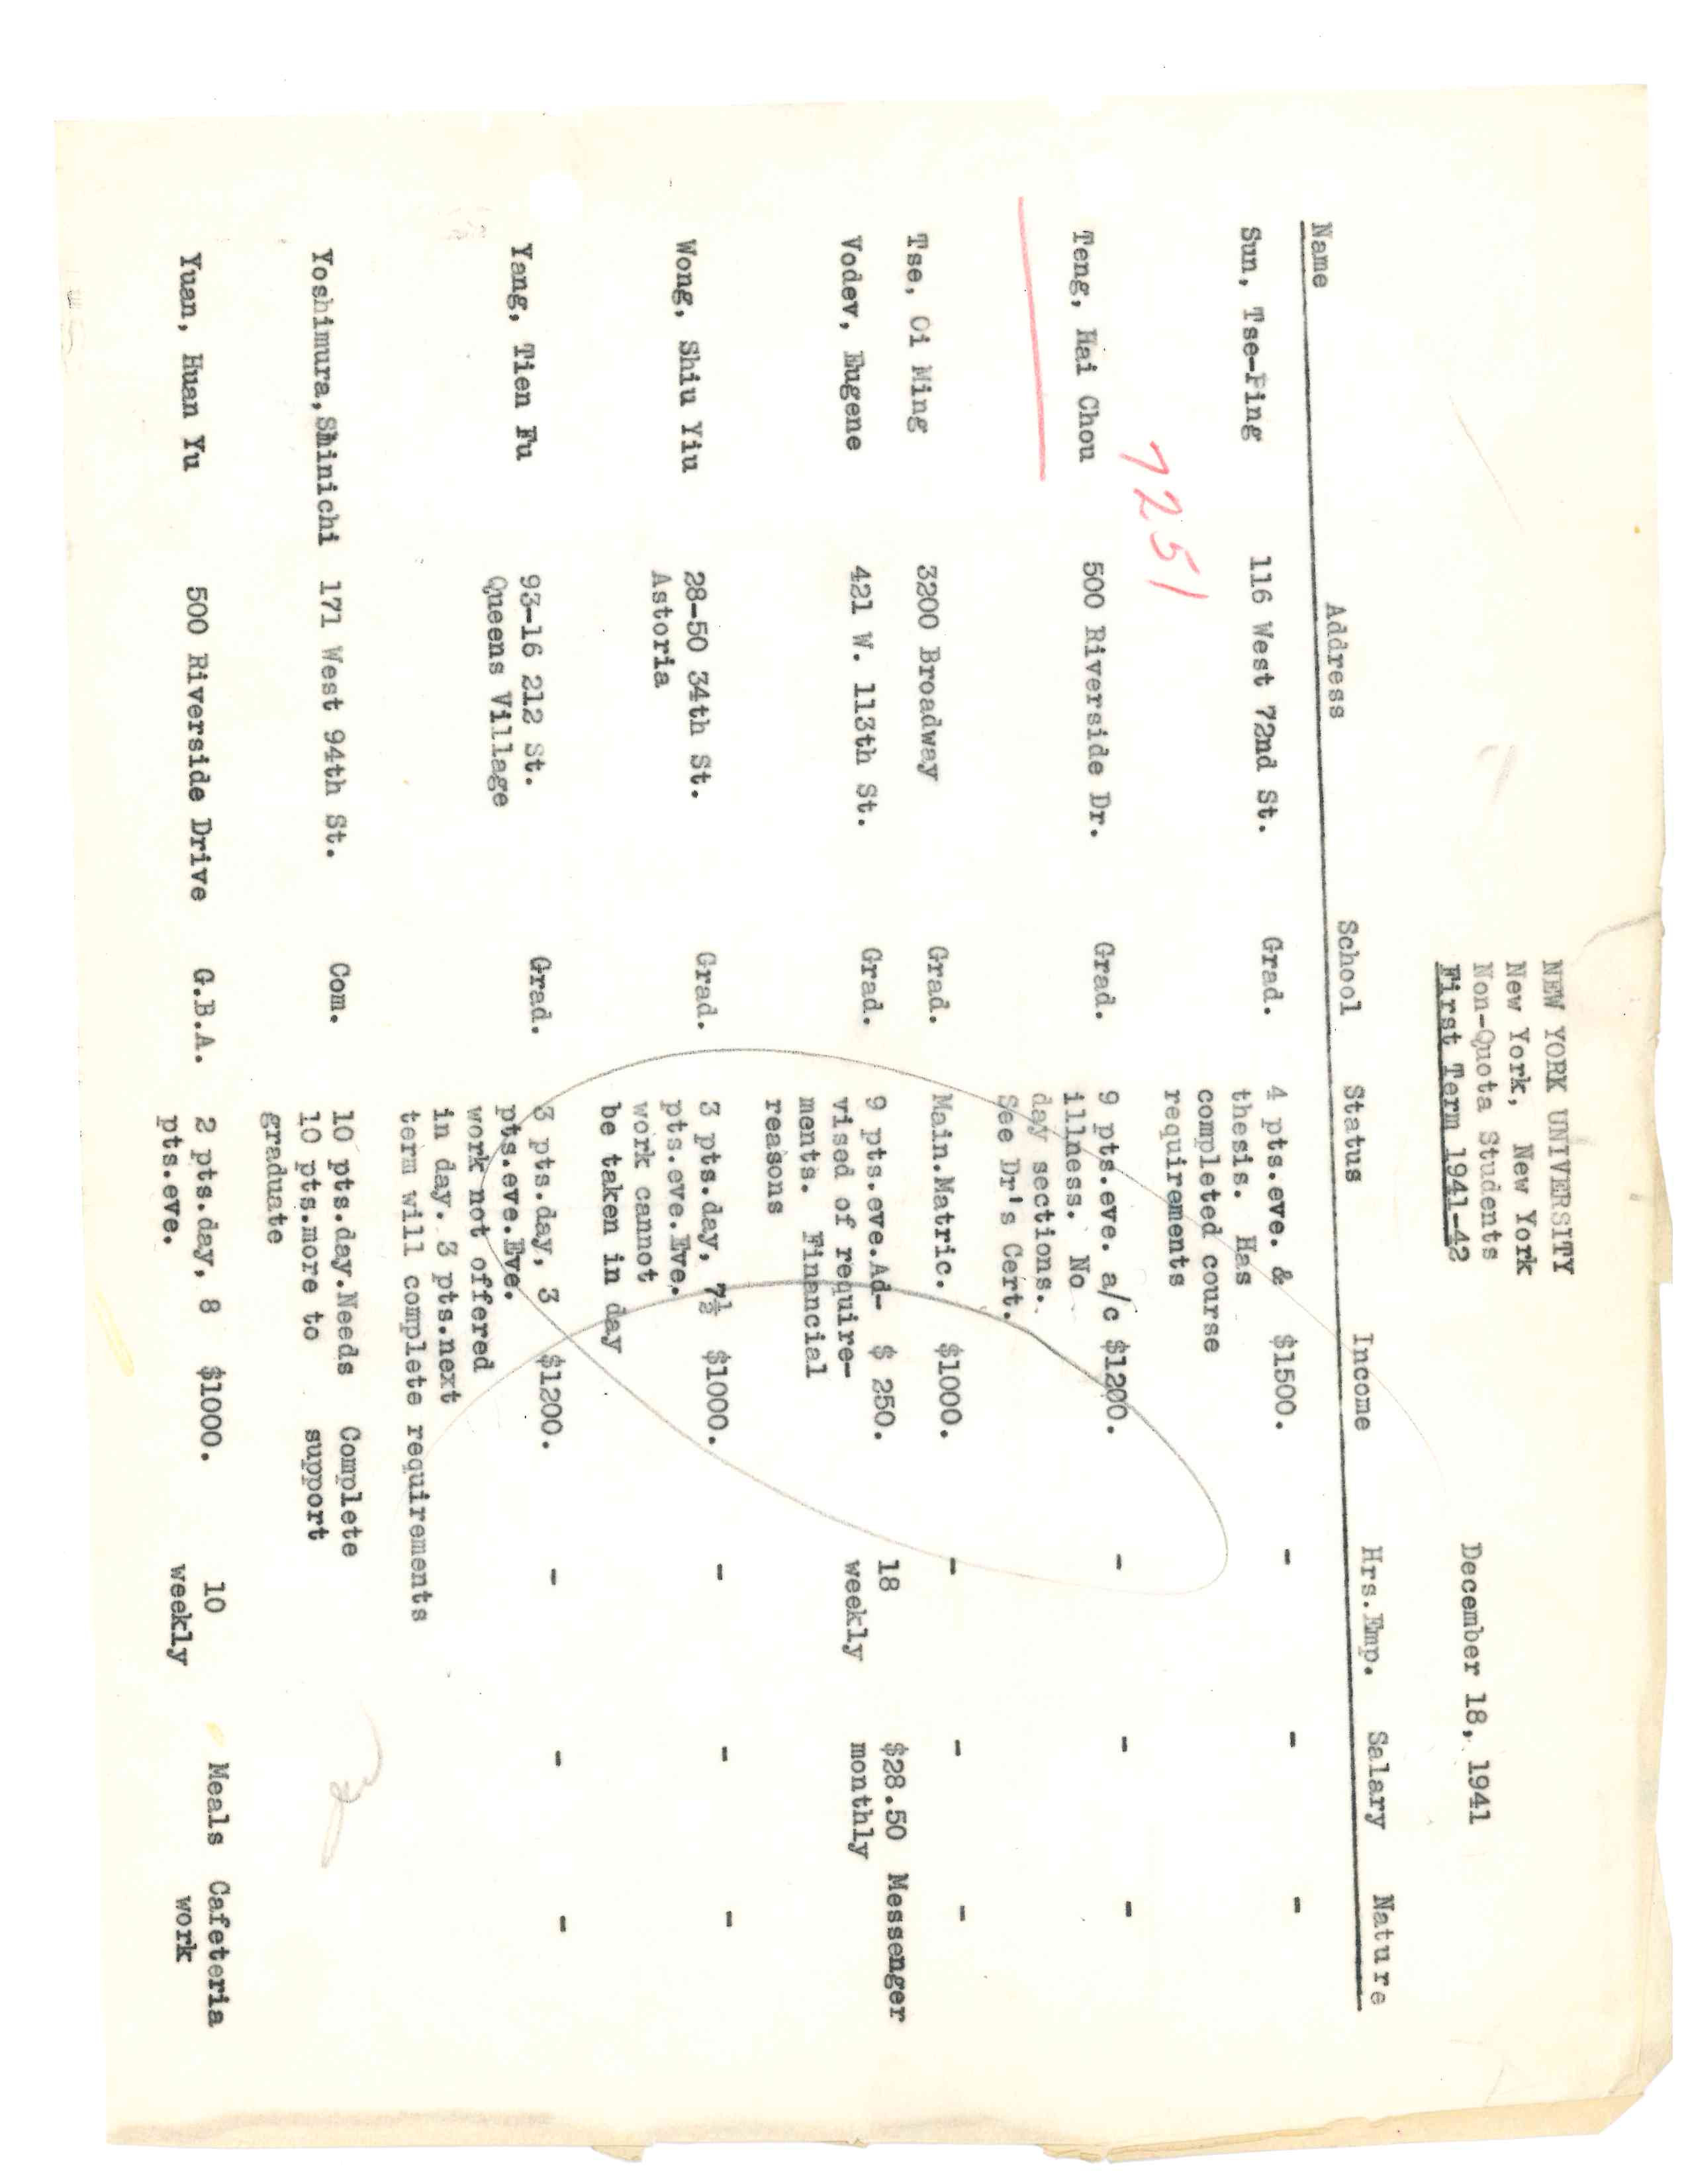 NEW YORK UNIVERSITY
New York, New York
Non-Quota Students
First Term 1941-42
December 18, 1941
Name Address School Status Income Hrs.Emp. Salary Nature
Sun, Tse-Ping 116 West 72nd St. Grad. 4 pts.eve. & $1500. - - -
thesis. Has
completed course
requirements
7251
Teng, Hai Chou 500 Riverside Dr. Grad. 9 pts.eve. a/c $1200. - - -
illness. No
day sections.
See Dr's Cert.
Tse, Oi Ming 3200 Broadway Grad. Main.Matric. $1000. - - -
Vodev, Eugene 421 W. 113th St. Grad. 9 pts.eve.Ad- $ 250. 18 $28.50 Messenger
vised of require- weekly monthly
ments. Financial
reasons
Wong, Shiu Yiu 28-50 34th St. Grad. 3 pts.day, 7½ $1000. - - -
Astoria pts.eve.Eve.
work cannot
be taken in day
Yang, Tien Fu 93-16 212 St. Grad. 3 pts.day, 3 $1200. - - -
Queens Village pts.eve.Eve.
work not offered
in day. 3 pts.next
term will complete requirements
Yoshimura,Shinichi 171 West 94th St. Com. 10 pts.day.Needs Complete
10 pts.more to support
graduate
Yuan, Huan Yu 500 Riverside Drive G.B.A. 2 pts.day, 8 $1000. 10 Meals Cafeteria
pts.eve. weekly work